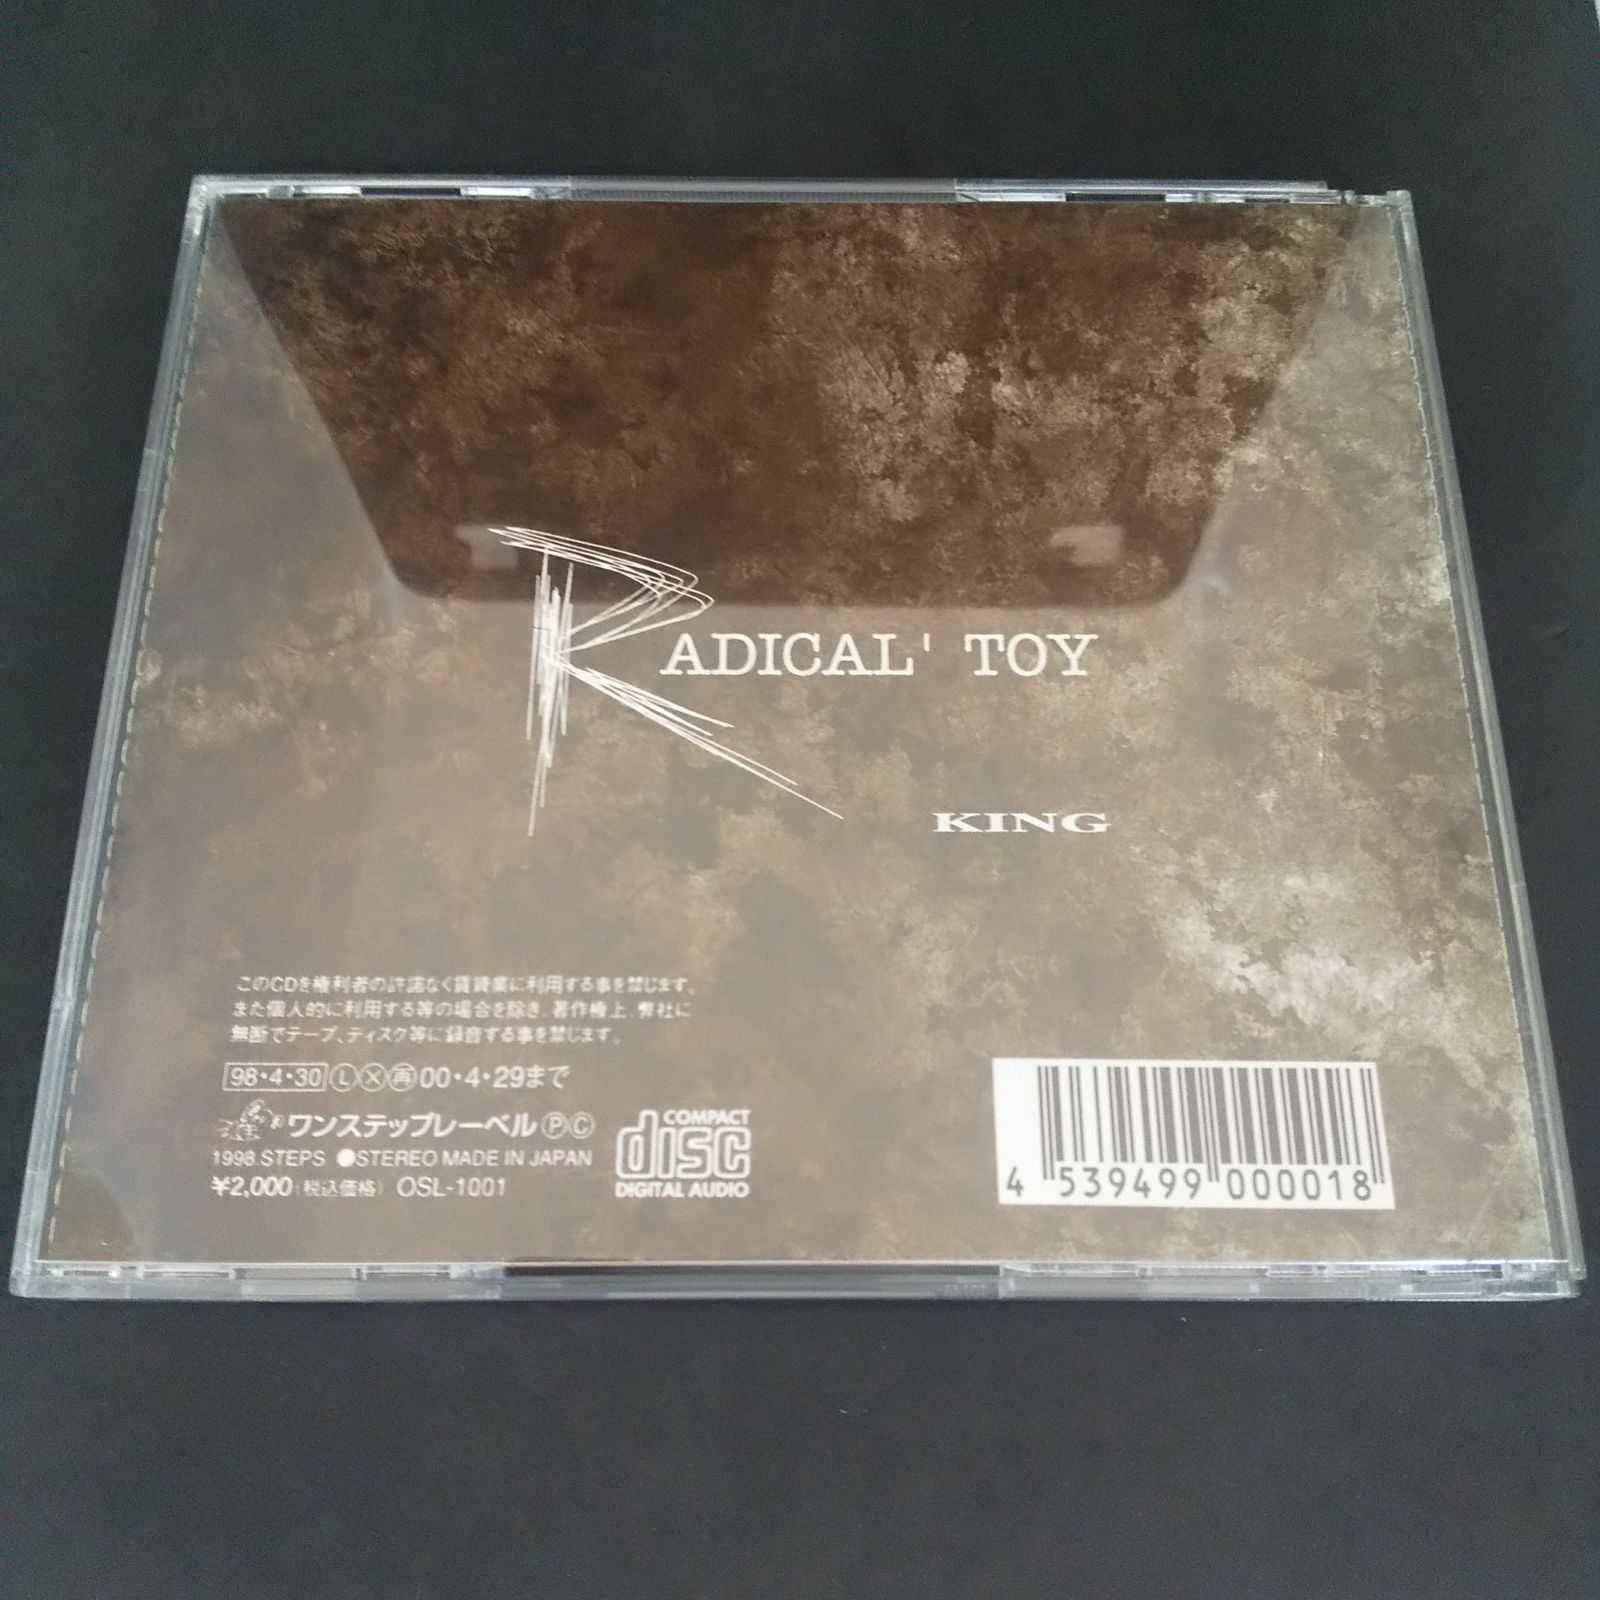 RADICAL' TOY
KING
このCDを権利者の許諾なく賃貸業に利用する事を禁じます。
また個人的に利用する等の場合を除き、著作権上、弊社に
無断でテープ、ディスク等に録音する事を禁じます。
98・4・30 Ⓛ Ⓧ ㊢00・4・29まで
ワンステップレーベル ⓅⒸ
1998 STEPS ●STEREO MADE IN JAPAN
¥2,000(税込価格) OSL-1001
COMPACT
disc
DIGITAL AUDIO
4 539499 000018